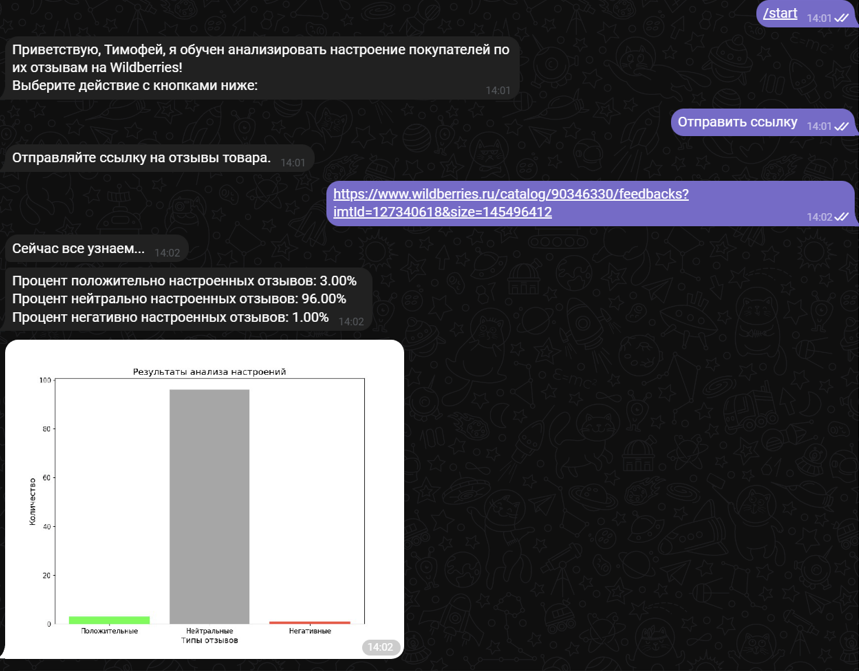 /start
14:01
Приветствую, Тимофей, я обучен анализировать настроение покупателей по
их отзывам на Wildberries!
Выберите действие с кнопками ниже:
14:01
Отправить ссылку
14:01
Отправляйте ссылку на отзывы товара.
14:01
https://www.wildberries.ru/catalog/90346330/feedbacks?
imtId=127340618&size=145496412
14:02
Сейчас все узнаем...
14:02
Процент положительно настроенных отзывов: 3.00%
Процент нейтрально настроенных отзывов: 96.00%
Процент негативно настроенных отзывов: 1.00%
14:02
Результаты анализа настроений
100
80
60
40
20
0
Количество
Положительные
Нейтральные
Негативные
Типы отзывов
14:02